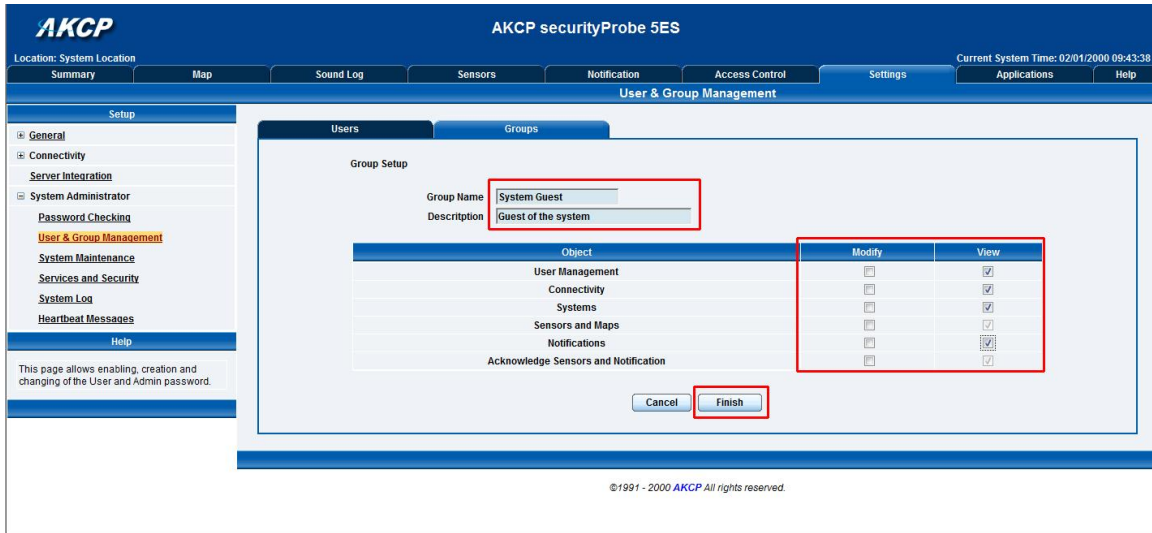 AKCP
AKCP securityProbe 5ES
Location: System Location
Current System Time: 02/01/2000 09:43:38
Summary Map Sound Log Sensors Notification Access Control Settings Applications Help
User & Group Management
Setup
General
Connectivity
Server Integration
System Administrator
Password Checking
User & Group Management
System Maintenance
Services and Security
System Log
Heartbeat Messages
Help
This page allows enabling, creation and
changing of the User and Admin password.
Users Groups
Group Setup
Group Name System Guest
Descritption Guest of the system
Object Modify View
User Management
Connectivity
Systems
Sensors and Maps
Notifications
Acknowledge Sensors and Notification
Cancel Finish
©1991 - 2000 AKCP All rights reserved.